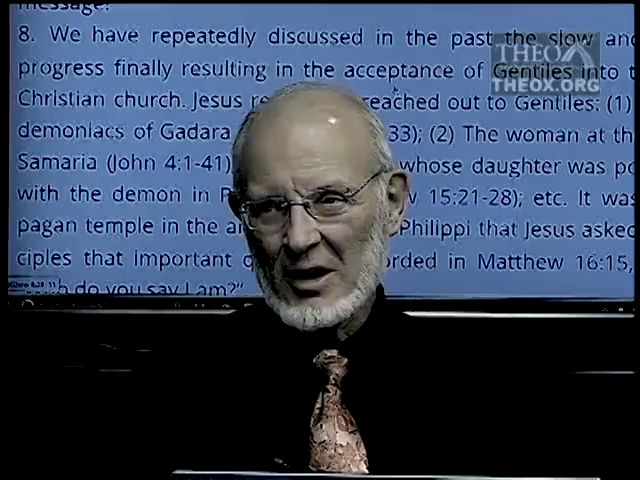 message?
8. We have repeatedly discussed in the past the slow and
progress finally resulting in the acceptance of Gentiles into t
Christian church. Jesus re reached out to Gentiles: (1)
demoniacs of Gadara 33); (2) The woman at th
Samaria (John 4:1-41) whose daughter was po
with the demon in P w 15:21-28); etc. It was
pagan temple in the ar Philippi that Jesus asked
ciples that important q orded in Matthew 16:15,
do you say I am?"
THEOX
THEOX.ORG